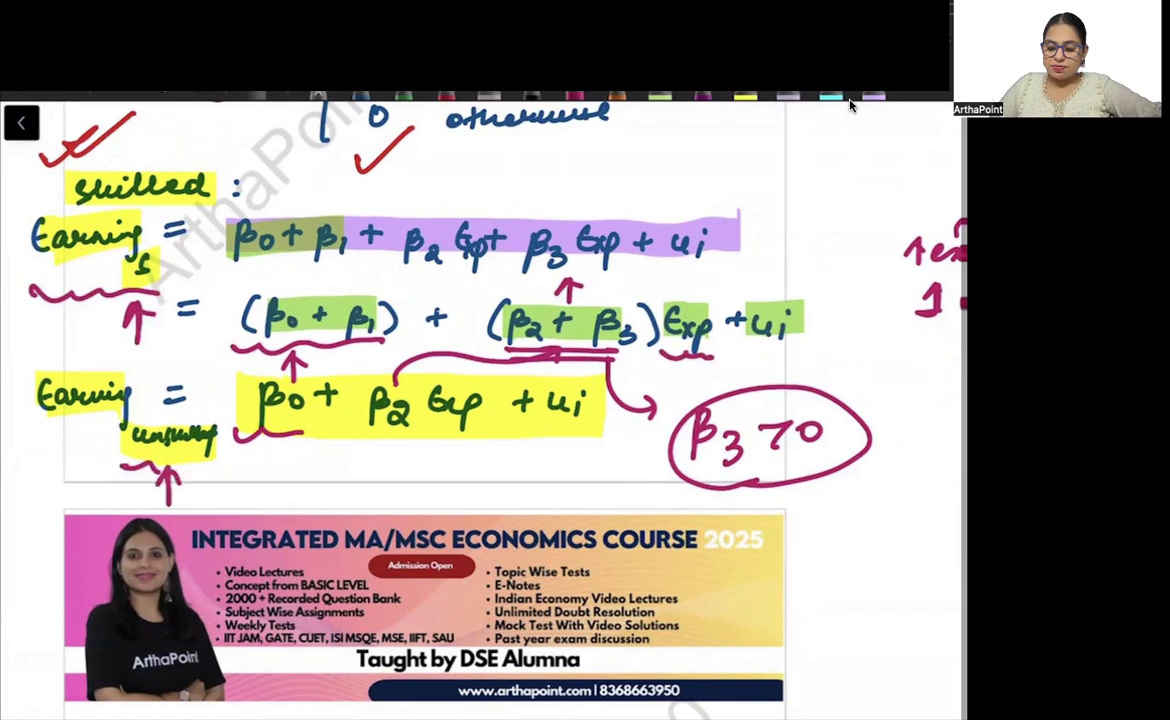 ArthaPoint
0 otherwise
skilled :
Earning s = β0 + β1 + β2 Exp + β3 Exp + ui
= (β0 + β1) + (β2 + β3) Exp + ui
↑ ex
1
Earning unskilled = β0 + β2 Exp + ui
β3 > 0
ArthaPoin
INTEGRATED MA/MSC ECONOMICS COURSE 2025
Admission Open
• Video Lectures
• Concept from BASIC LEVEL
• 2000 + Recorded Question Bank
• Subject Wise Assignments
• Weekly Tests
• IIT JAM, GATE, CUET, ISI MSQE, MSE, IIFT, SAU
• Topic Wise Tests
• E-Notes
• Indian Economy Video Lectures
• Unlimited Doubt Resolution
• Mock Test With Video Solutions
• Past year exam discussion
Taught by DSE Alumna
ArthaPoint
www.arthapoint.com | 8368663950